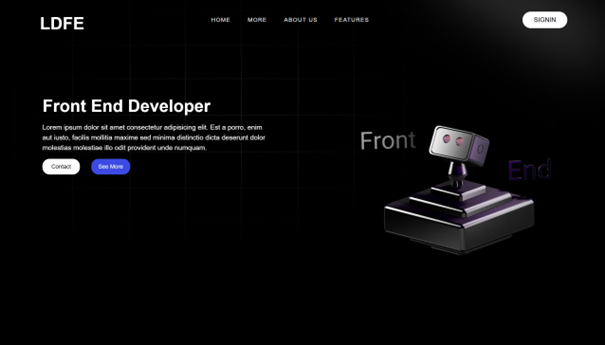 LDFE
HOME MORE ABOUT US FEATURES
SIGNIN
Front End Developer
Lorem ipsum dolor sit amet consectetur adipisicing elit. Est a porro, enim
aut iusto, facilis mollitia maxime sed minima distinctio dicta deserunt dolor
molestias molestiae illo odit provident unde numquam.
Contact See More
Front
End